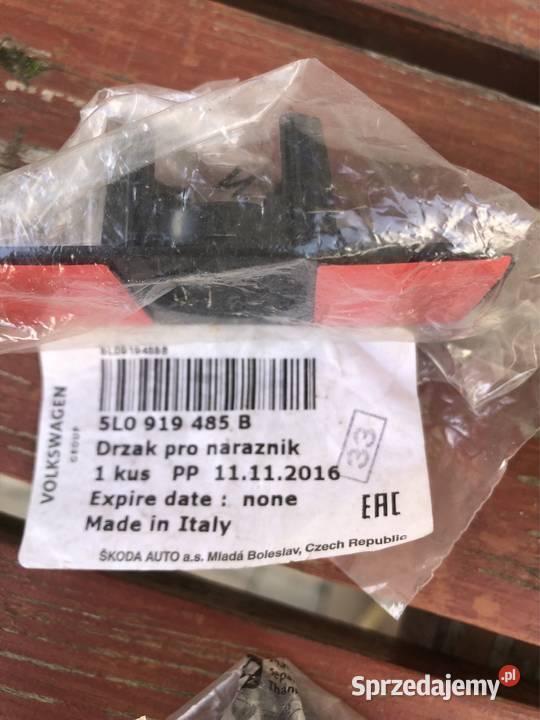 5L0919485B
5L0 919 485 B
Drzak pro naraznik
1 kus PP 11.11.2016
33
Expire date : none
EAC
Made in Italy
ŠKODA AUTO a.s. Mladá Boleslav, Czech Republic
VOLKSWAGEN
GROUP
Sprzedajemy.pl